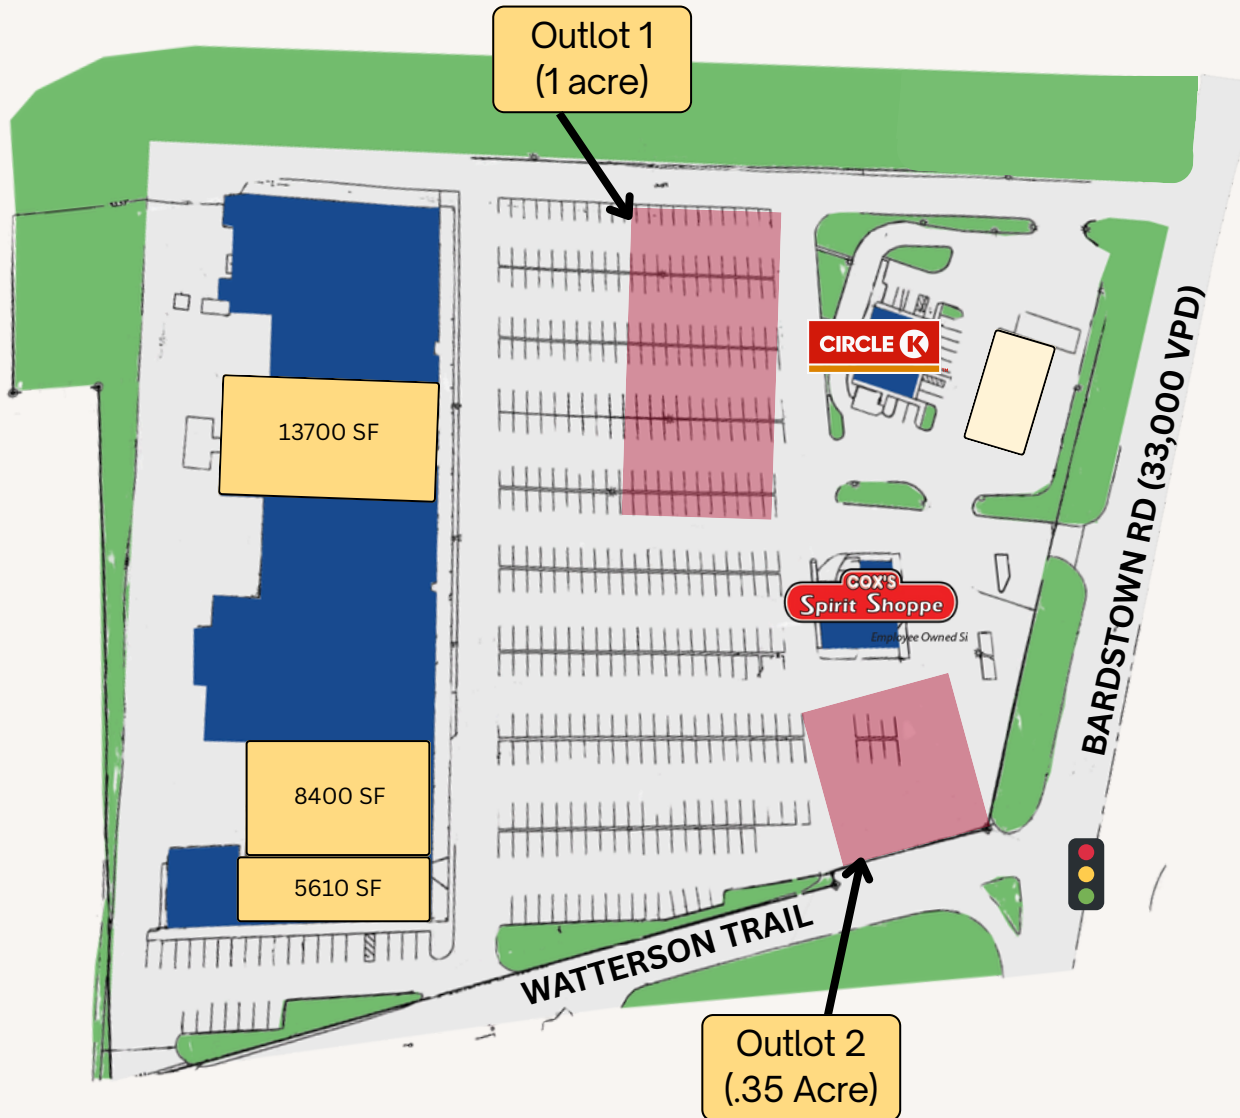 Outlot 1
(1 acre)
CIRCLE K
13700 SF
BARDSTOWN RD (33,000 VPD)
COX'S
Spirit Shoppe
Employee Owned Si
8400 SF
5610 SF
WATTERSON TRAIL
Outlot 2
(.35 Acre)